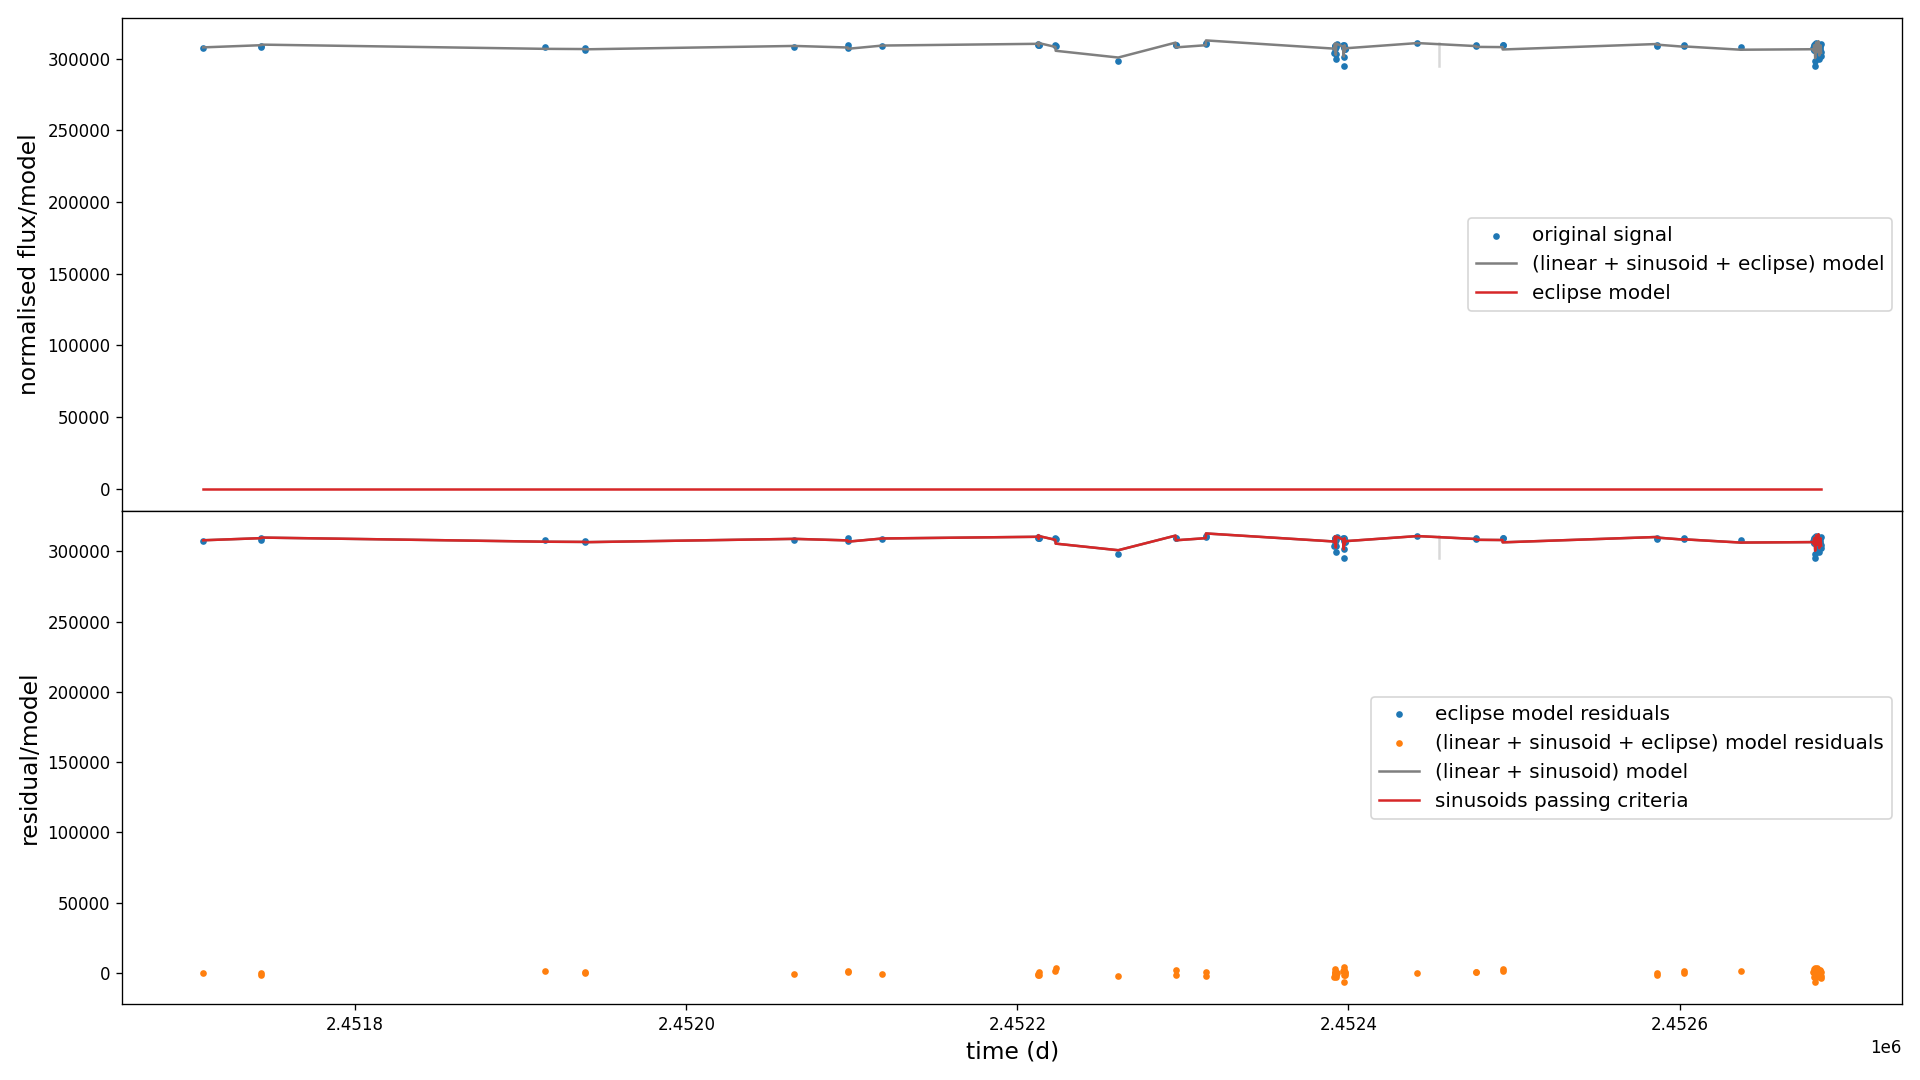 normalised flux/model
300000
250000
200000
150000
100000
50000
0
original signal
(linear + sinusoid + eclipse) model
eclipse model
residual/model
300000
250000
200000
150000
100000
50000
0
eclipse model residuals
(linear + sinusoid + eclipse) model residuals
(linear + sinusoid) model
sinusoids passing criteria
2.4518
2.4520
2.4522
2.4524
2.4526
1e6
time (d)